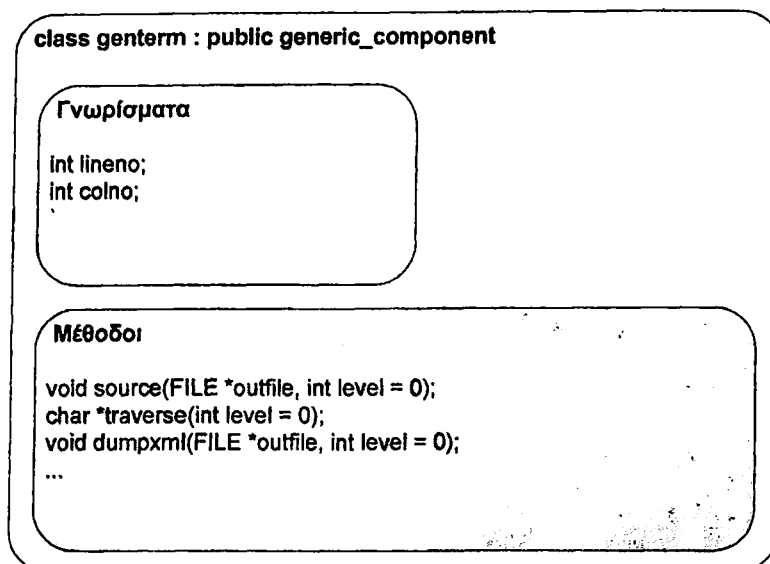 class genterm : public generic_component
Γνωρίσματα
int lineno;
int colno;
Μέθοδοι
void source(FILE *outfile, int level = 0);
char *traverse(int level = 0);
void dumpxml(FILE *outfile, int level = 0);
...